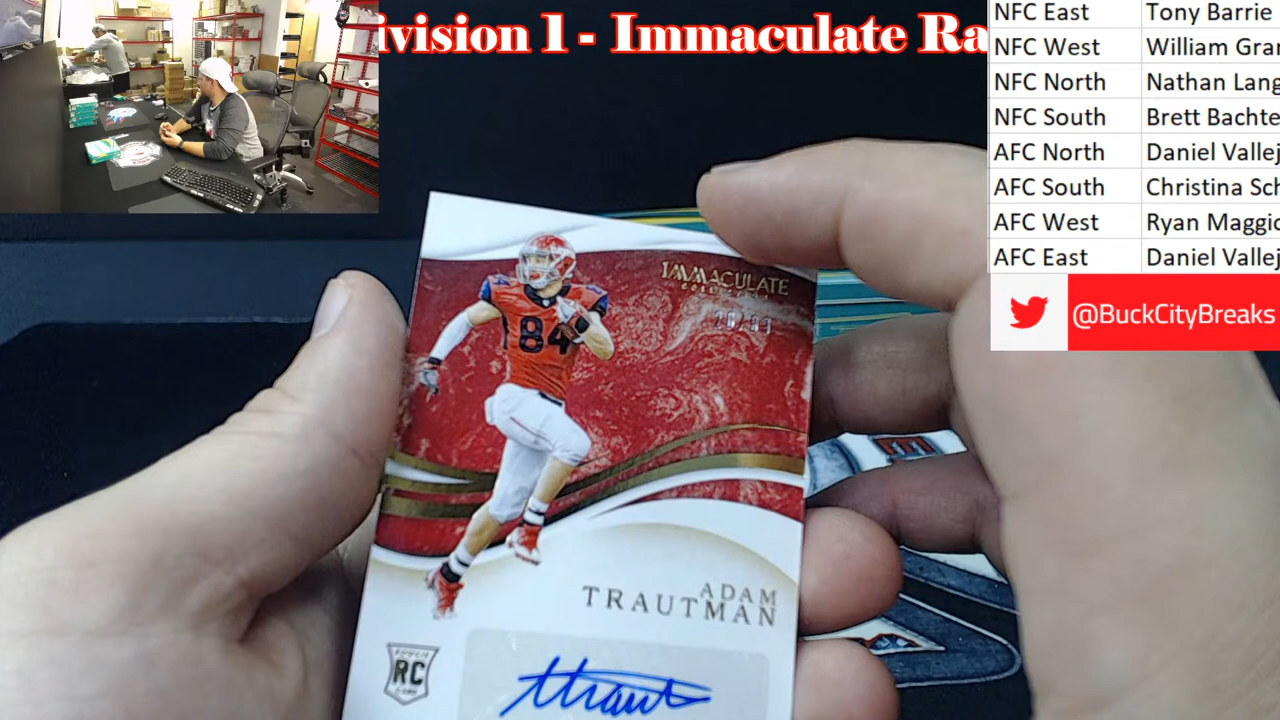 ivision 1 - Immaculate Ra
NFC East Tony Barrie
NFC West William Gran
NFC North Nathan Lang
NFC South Brett Bachte
AFC North Daniel Vallej
AFC South Christina Sch
AFC West Ryan Maggio
AFC East Daniel Vallej
@BuckCityBreaks
IMMACULATE
COLLECTION
84
84
ADAM
TRAUTMAN
RC